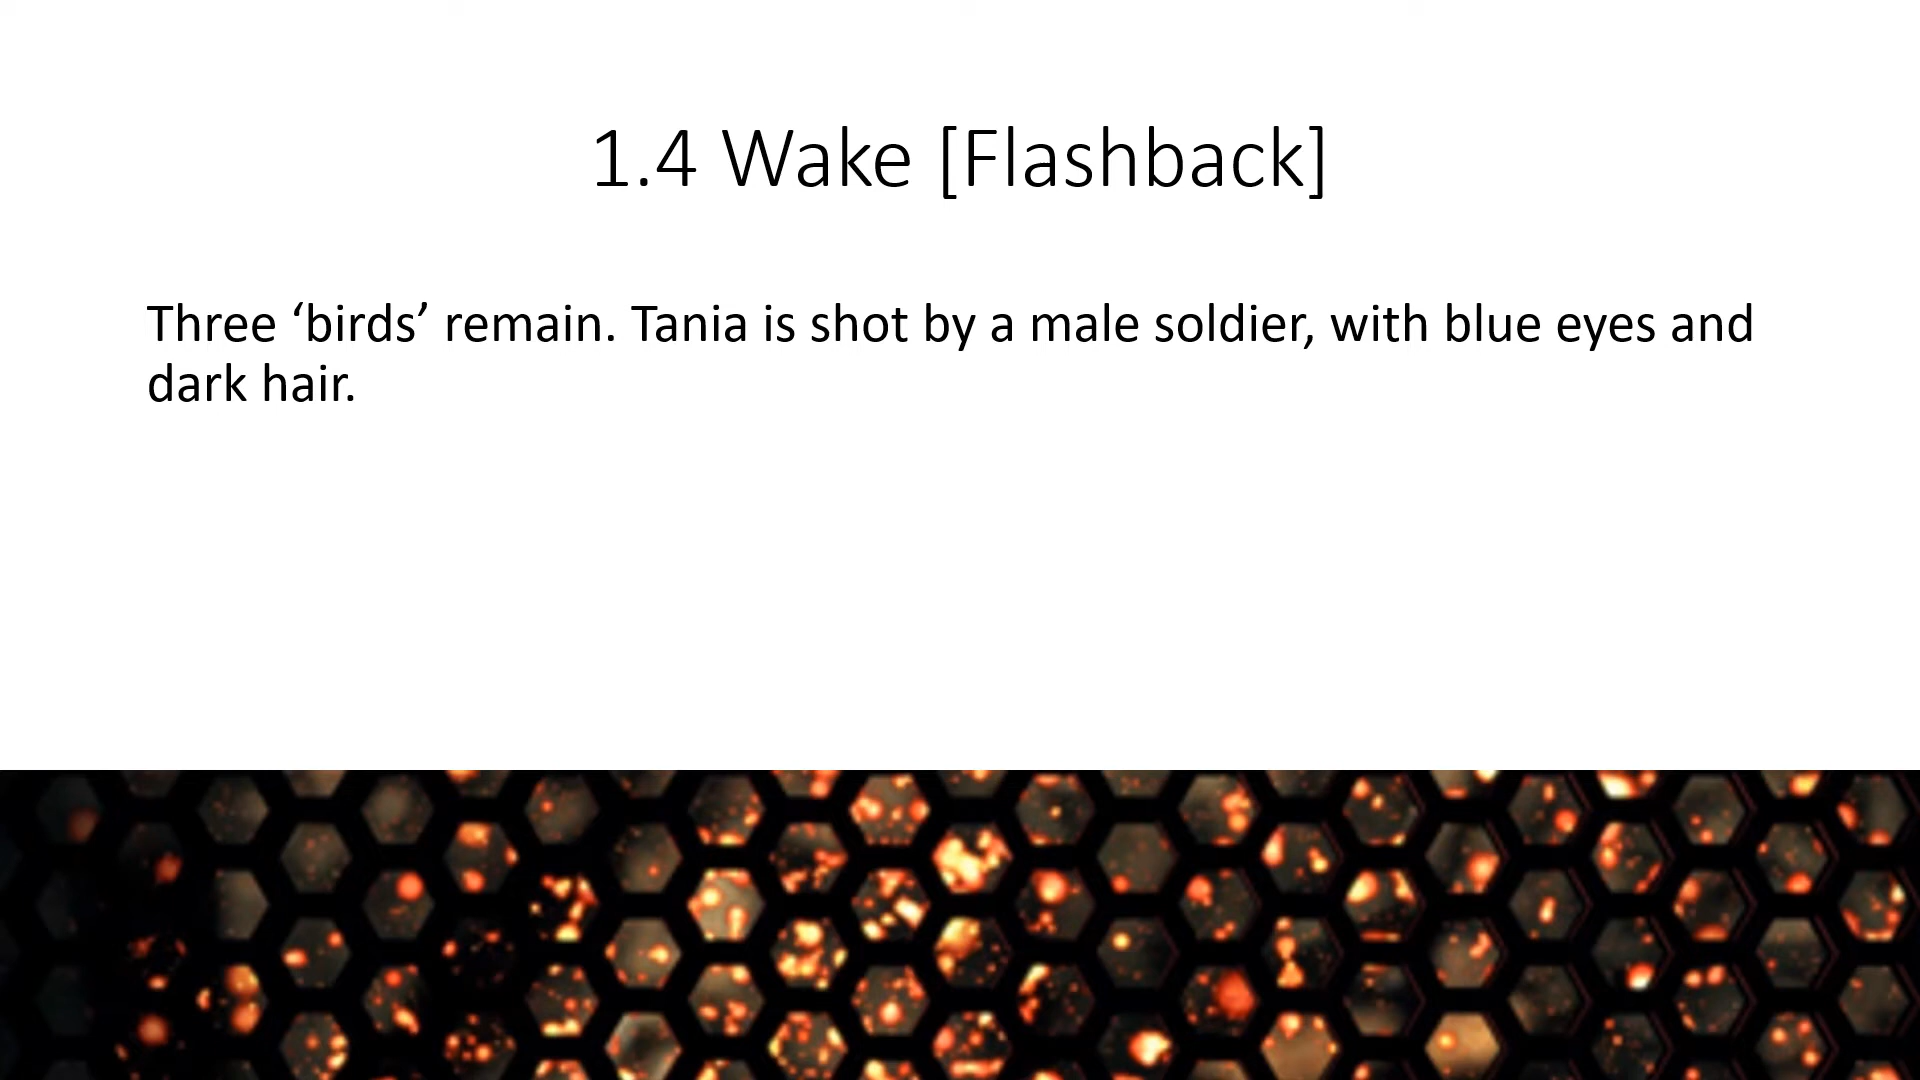 1.4 Wake [Flashback]
Three ‘birds’ remain. Tania is shot by a male soldier, with blue eyes and
dark hair.